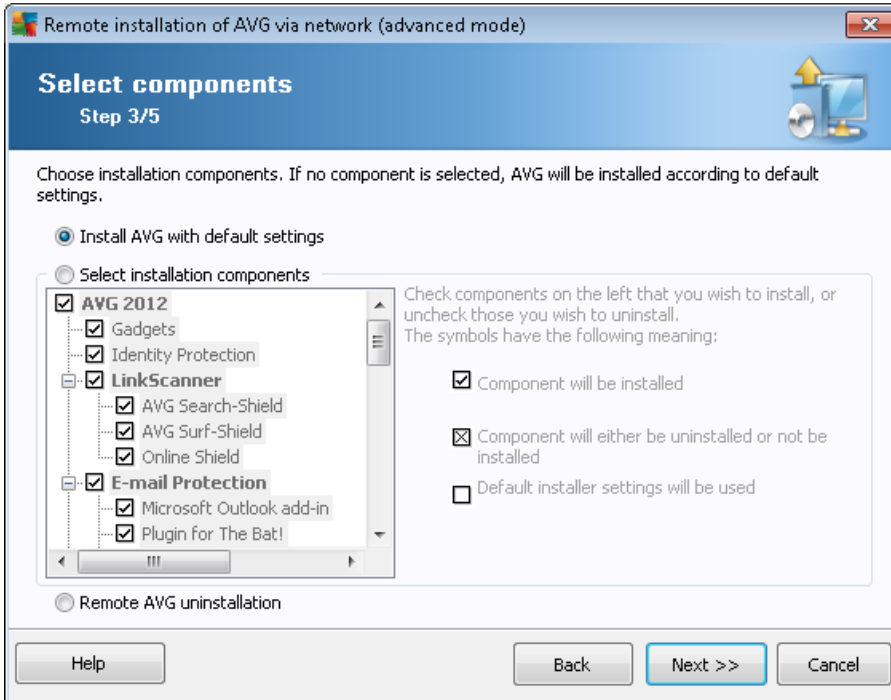 Remote installation of AVG via network (advanced mode)
Select components
Step 3/5
Choose installation components. If no component is selected, AVG will be installed according to default
settings.
Install AVG with default settings
Select installation components
AVG 2012
Gadgets
Identity Protection
LinkScanner
AVG Search-Shield
AVG Surf-Shield
Online Shield
E-mail Protection
Microsoft Outlook add-in
Plugin for The Bat!
Check components on the left that you wish to install, or
uncheck those you wish to uninstall.
The symbols have the following meaning:
Component will be installed
Component will either be uninstalled or not be
installed
Default installer settings will be used
Remote AVG uninstallation
Help
Back
Next >>
Cancel